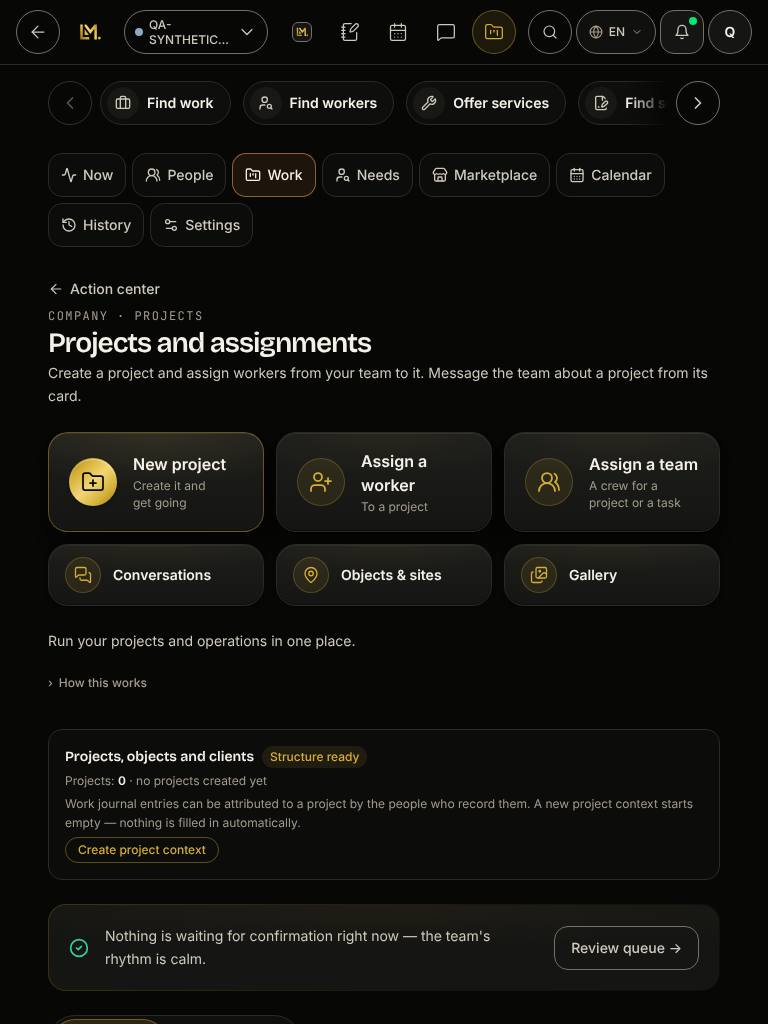 QA-
SYNTHETIC...
LM.
EN
Q
Find work
Find workers
Offer services
Find s
Now
People
Work
Needs
Marketplace
Calendar
History
Settings
Action center
COMPANY · PROJECTS
Projects and assignments
Create a project and assign workers from your team to it. Message the team about a project from its
card.
New project
Create it and
get going
Assign a
worker
To a project
Assign a team
A crew for a
project or a task
Conversations
Objects & sites
Gallery
Run your projects and operations in one place.
› How this works
Projects, objects and clients Structure ready
Projects: 0 · no projects created yet
Work journal entries can be attributed to a project by the people who record them. A new project context starts
empty — nothing is filled in automatically.
Create project context
Nothing is waiting for confirmation right now — the team's
rhythm is calm.
Review queue →